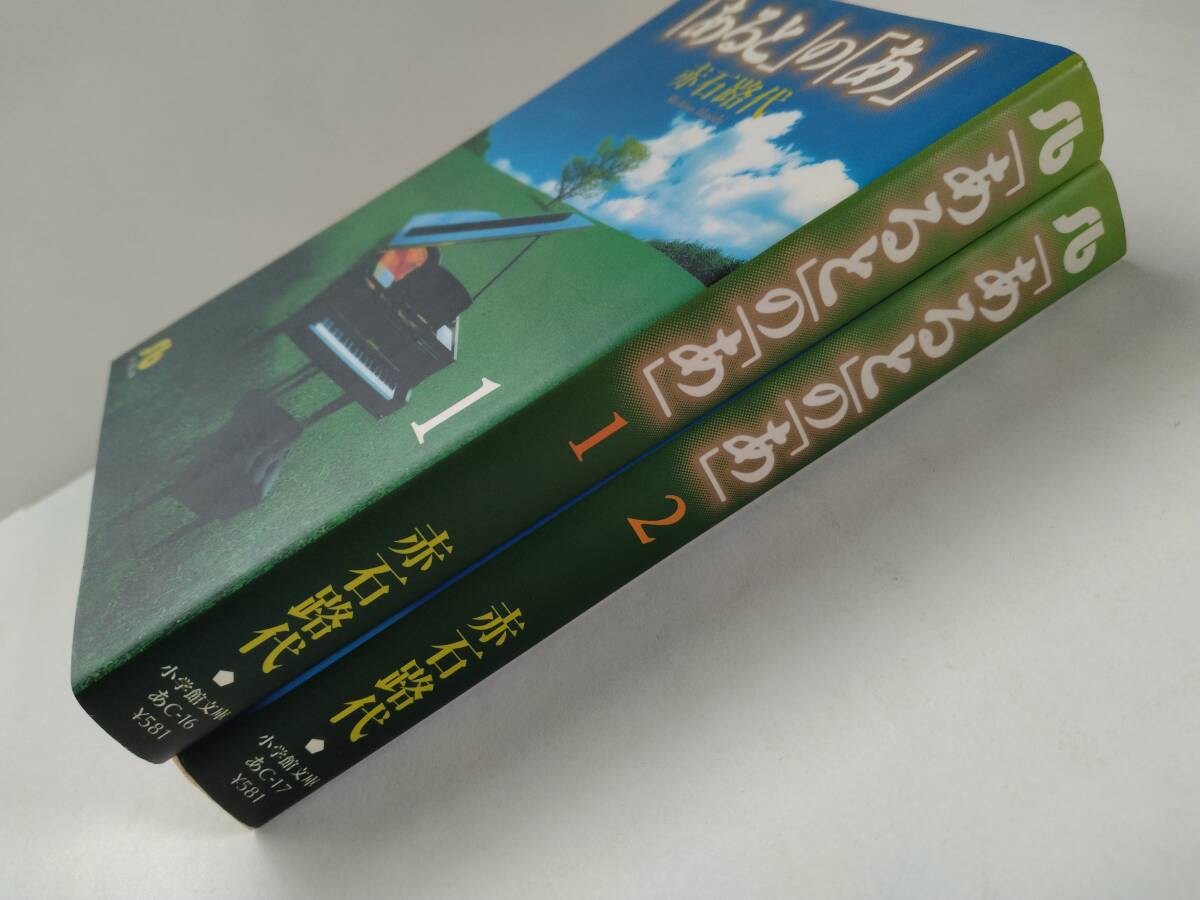 「あると」の「あ」
赤石路代
1
「あると」の「あ」
1
赤石路代
小学館文庫
あC-16
¥581
「あると」の「あ」
2
赤石路代
小学館文庫
あC-17
¥581